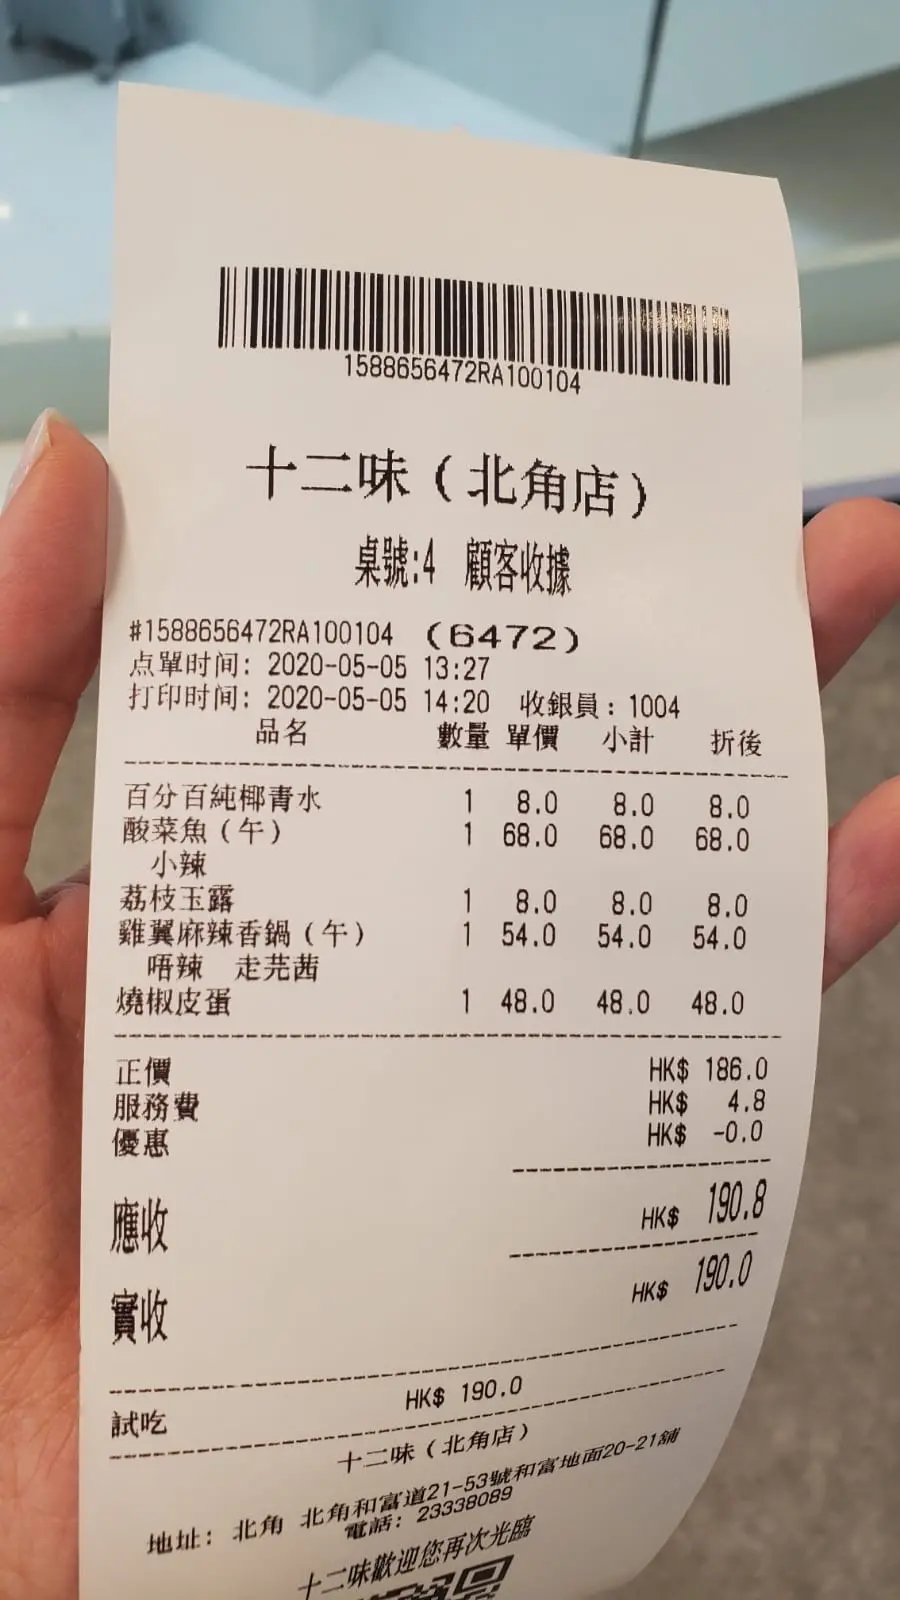 1588656472RA100104
十二味（北角店）
桌號:4 顧客收據
#1588656472RA100104 (6472)
点單时间: 2020-05-05 13:27
打印时间: 2020-05-05 14:20 收銀員: 1004
品名 數量 單價 小計 折後
百分百純椰青水 1 8.0 8.0 8.0
酸菜魚(午) 1 68.0 68.0 68.0
小辣
荔枝玉露 1 8.0 8.0 8.0
雞翼麻辣香鍋(午) 1 54.0 54.0 54.0
唔辣 走芫茜
燒椒皮蛋 1 48.0 48.0 48.0
正價 HK$ 186.0
服務費 HK$ 4.8
優惠 HK$ -0.0
應收 HK$ 190.8
實收 HK$ 190.0
試吃 HK$ 190.0
十二味（北角店）
地址: 北角 北角和富道21-53號和富地面20-21舖
電話: 23338089
十二味歡迎您再次光臨